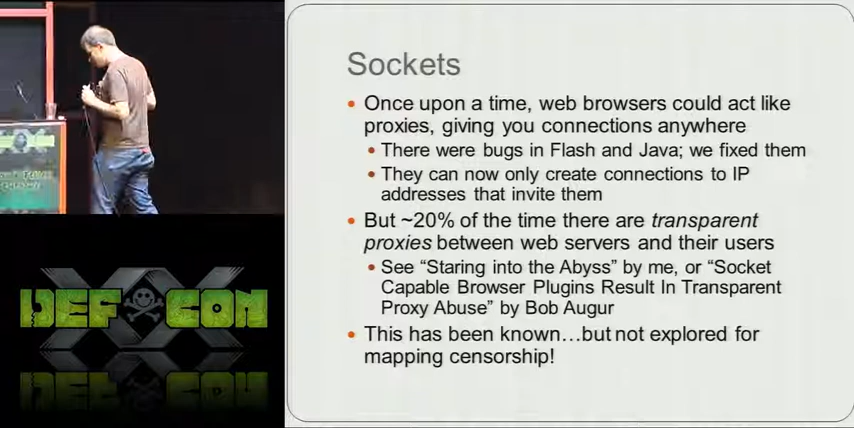 Sockets
• Once upon a time, web browsers could act like
proxies, giving you connections anywhere
• There were bugs in Flash and Java; we fixed them
• They can now only create connections to IP
addresses that invite them
• But ~20% of the time there are transparent
proxies between web servers and their users
• See “Staring into the Abyss” by me, or “Socket
Capable Browser Plugins Result In Transparent
Proxy Abuse” by Bob Augur
• This has been known…but not explored for
mapping censorship!
XX
DEF CON